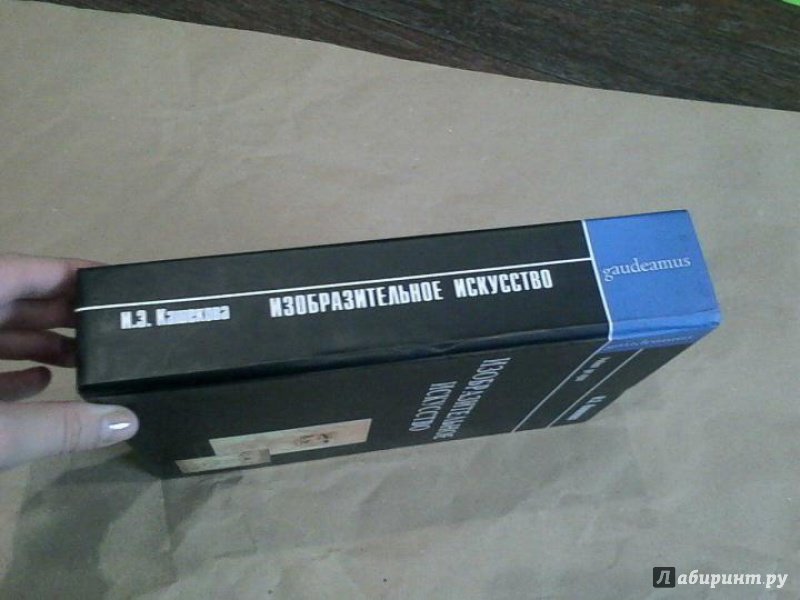 И.Э. Кашекова
ИЗОБРАЗИТЕЛЬНОЕ ИСКУССТВО
gaudeamus
ИЗОБРАЗИТЕЛЬНОЕ
ИСКУССТВО
Лабиринт.ру